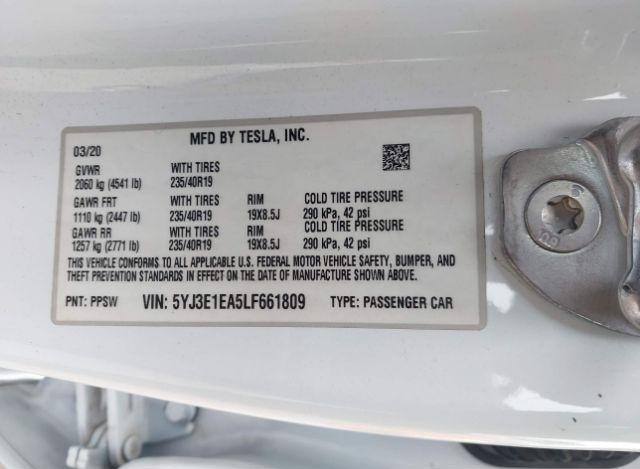 MFD BY TESLA, INC.
03/20
GVWR WITH TIRES
2060 kg (4541 lb) 235/40R19
GAWR FRT WITH TIRES RIM COLD TIRE PRESSURE
1110 kg (2447 lb) 235/40R19 19X8.5J 290 kPa, 42 psi
GAWR RR WITH TIRES RIM COLD TIRE PRESSURE
1257 kg (2771 lb) 235/40R19 19X8.5J 290 kPa, 42 psi
THIS VEHICLE CONFORMS TO ALL APPLICABLE U.S. FEDERAL MOTOR VEHICLE SAFETY, BUMPER, AND
THEFT PREVENTION STANDARDS IN EFFECT ON THE DATE OF MANUFACTURE SHOWN ABOVE.
PNT: PPSW VIN: 5YJ3E1EA5LF661809 TYPE: PASSENGER CAR